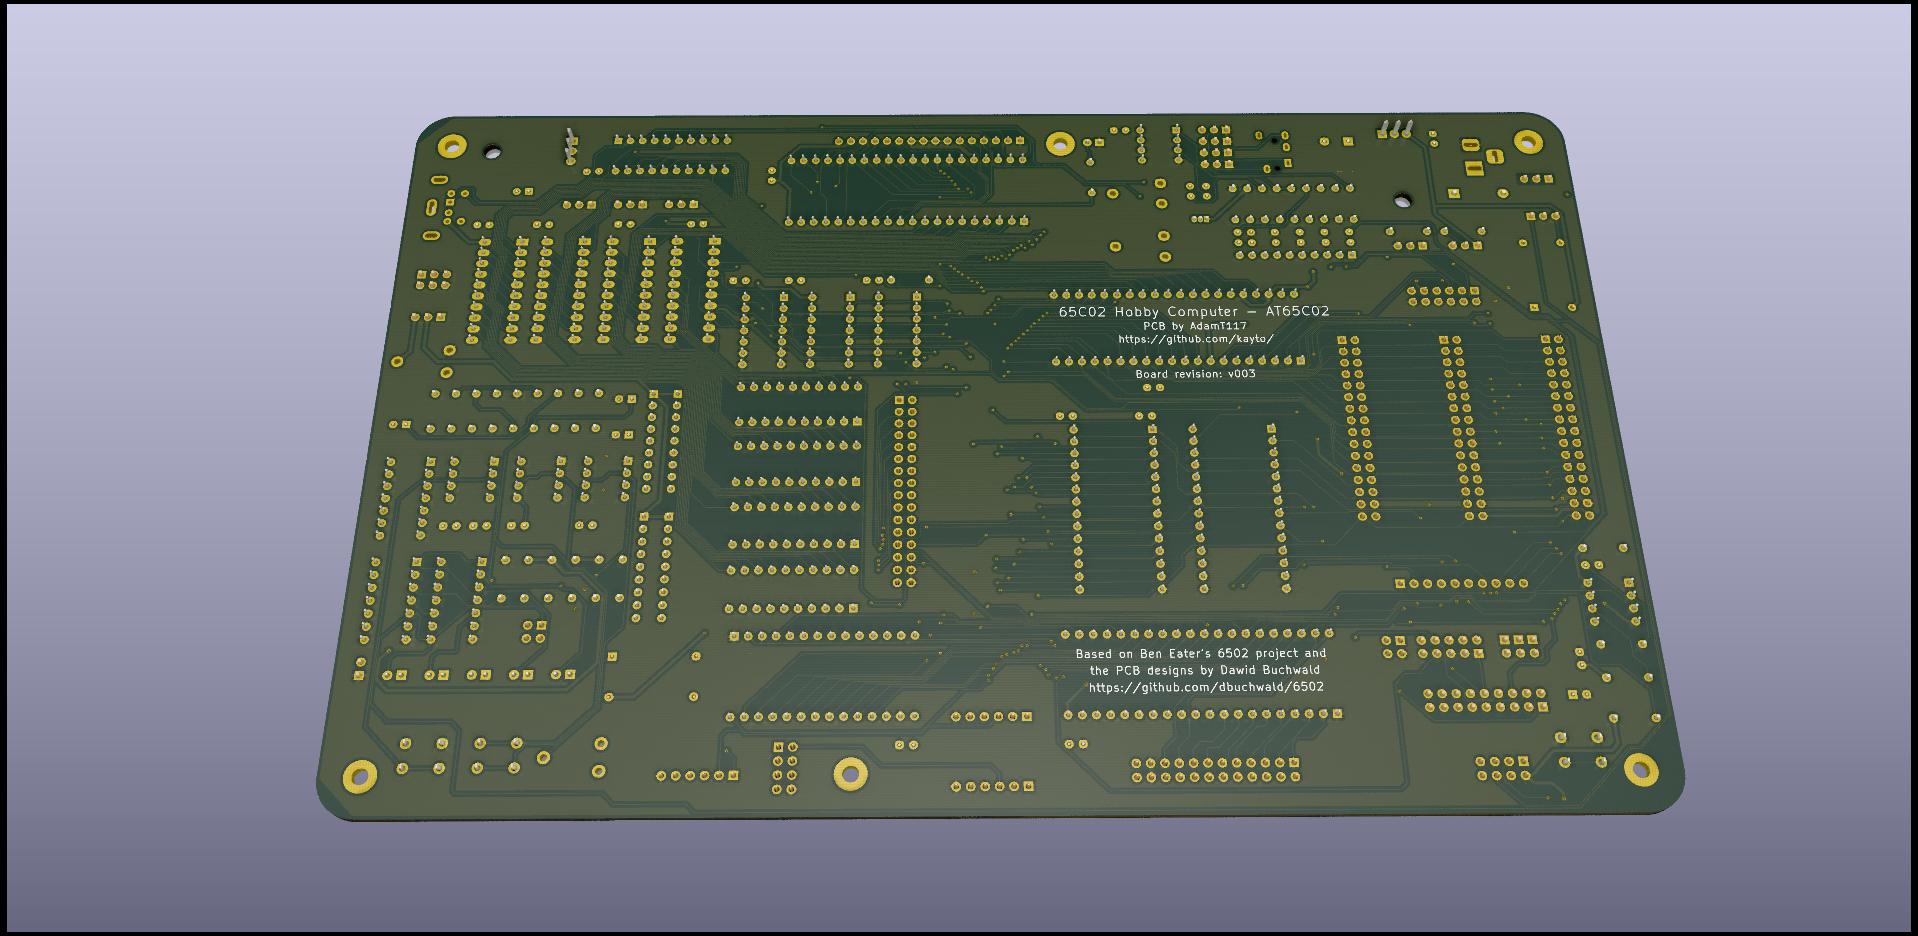 65C02 Hobby Computer – AT65C02
PCB by AdamT117
https://github.com/kayto/
Board revision: v003
Based on Ben Eater's 6502 project and
the PCB designs by Dawid Buchwald
https://github.com/dbuchwald/6502